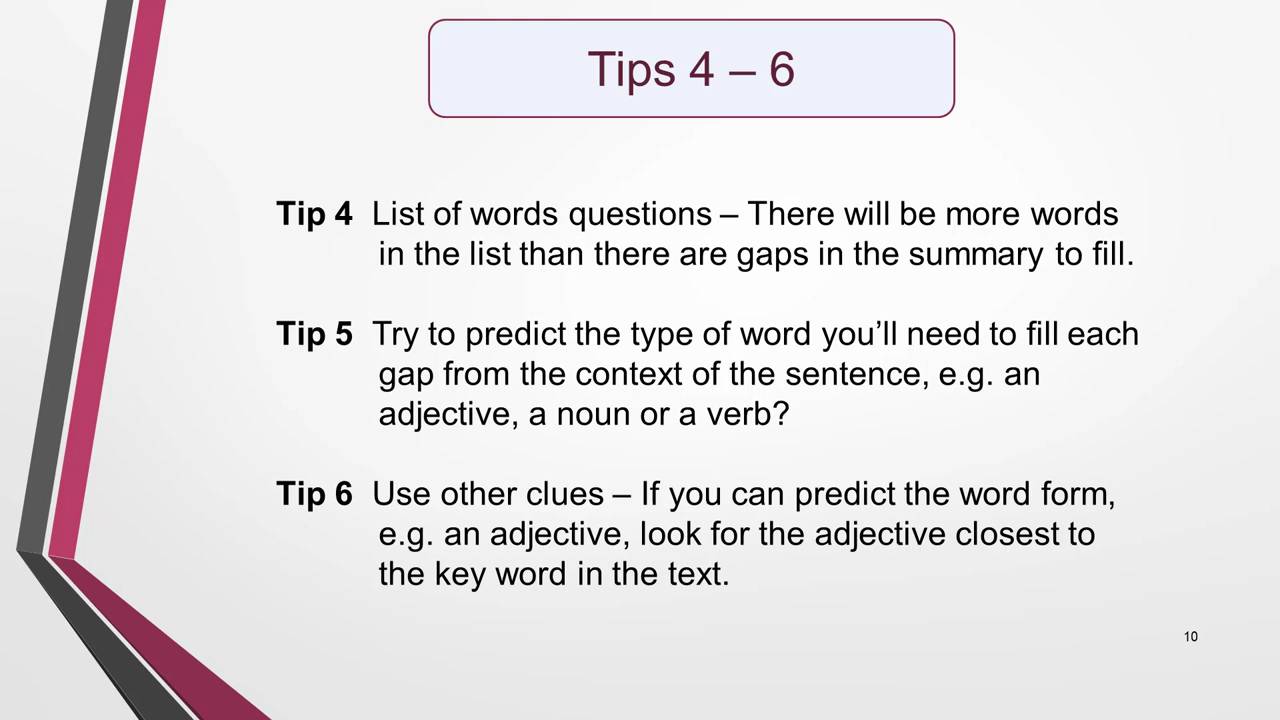 Tips 4 – 6
Tip 4 List of words questions – There will be more words
in the list than there are gaps in the summary to fill.
Tip 5 Try to predict the type of word you’ll need to fill each
gap from the context of the sentence, e.g. an
adjective, a noun or a verb?
Tip 6 Use other clues – If you can predict the word form,
e.g. an adjective, look for the adjective closest to
the key word in the text.
10